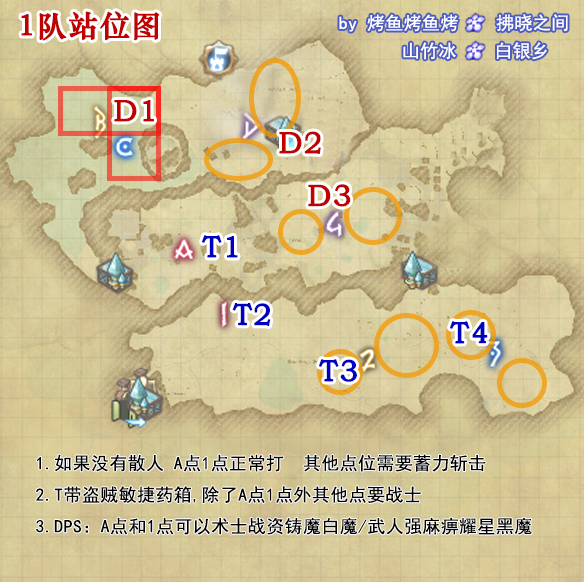 1队站位图
by 烤鱼烤鱼烤 拂晓之间
山竹冰 白银乡
B
D1
C
D
D2
D3
4
A
T1
1
T2
T3
2
T4
3
1.如果没有散人 A点1点正常打 其他点位需要蓄力斩击
2.T带盗贼敏捷药箱,除了A点1点外其他点要战士
3.DPS：A点和1点可以术士战资铸魔白魔/武人强麻痹耀星黑魔